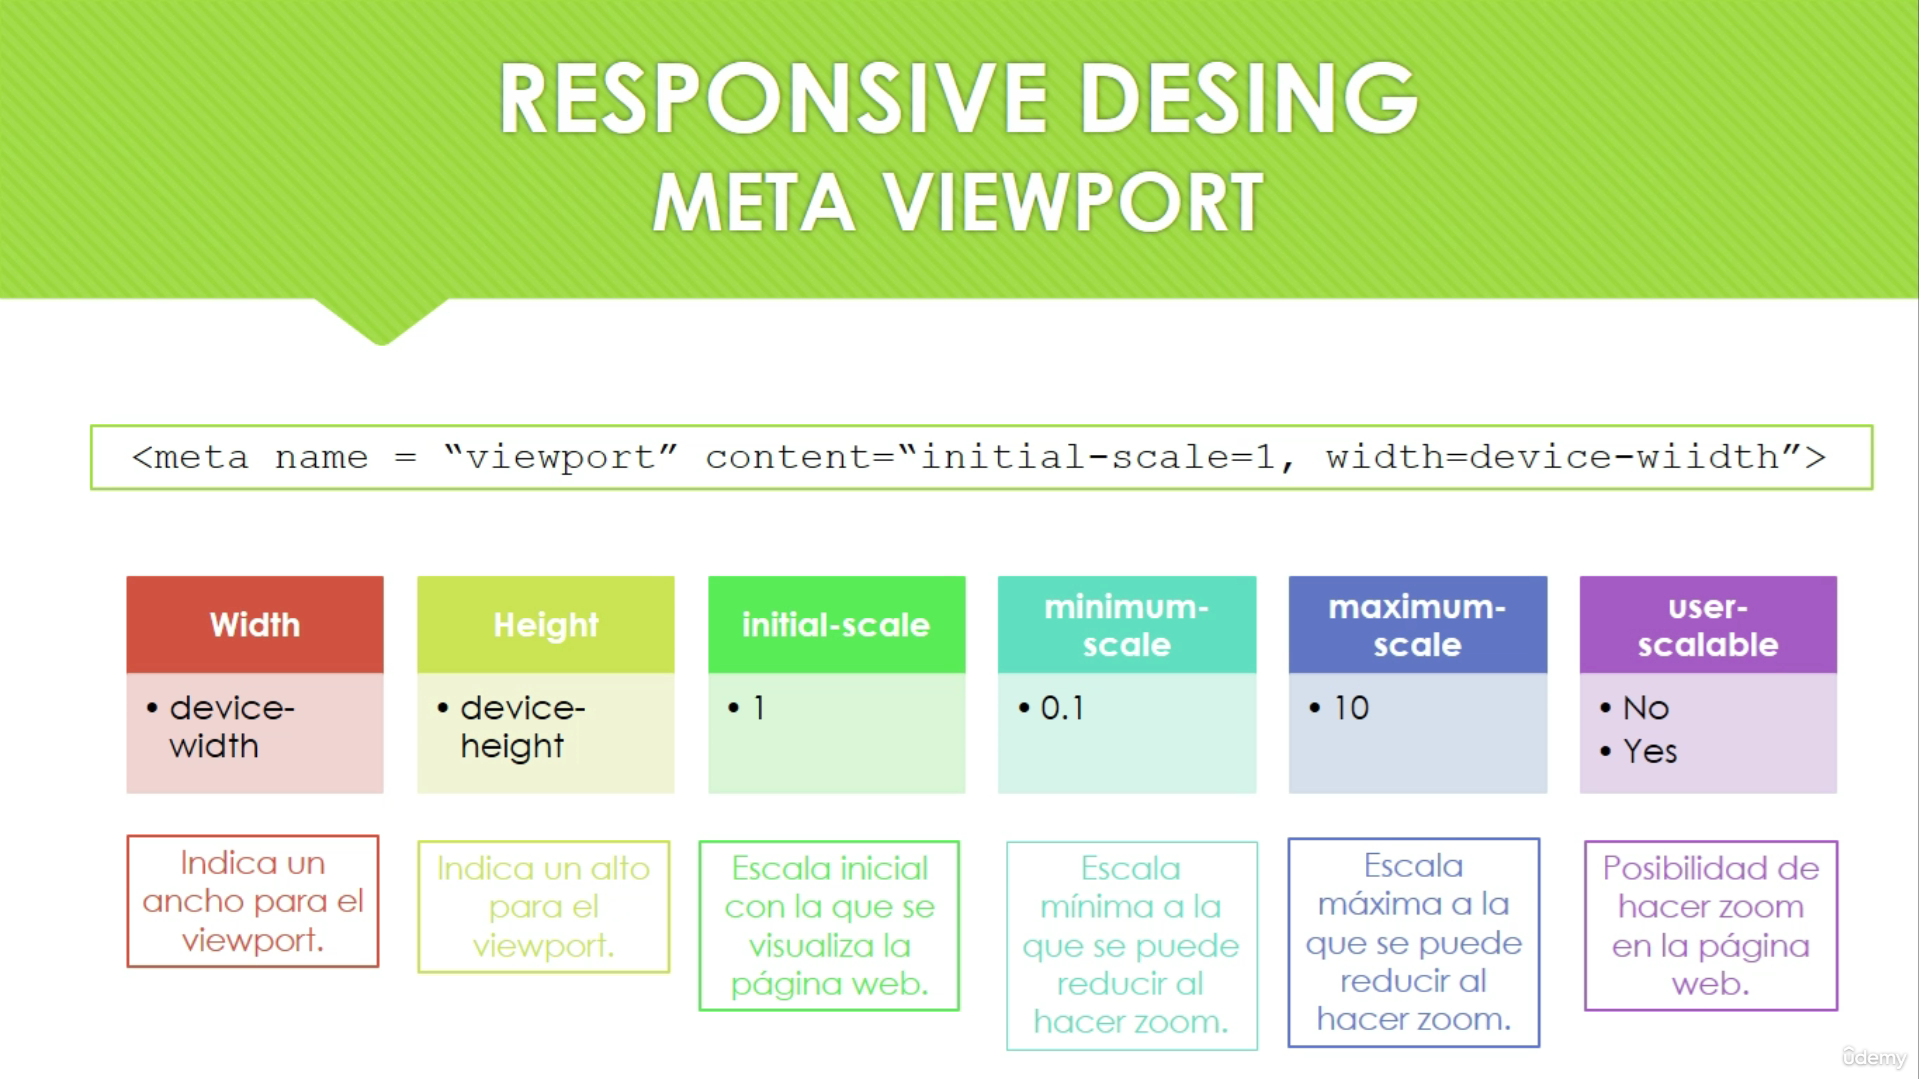 RESPONSIVE DESING
META VIEWPORT
<meta name = “viewport” content=“initial-scale=1, width=device-wiidth”>
Width
• device-
width
Indica un
ancho para el
viewport.
Height
• device-
height
Indica un alto
para el
viewport.
initial-scale
• 1
Escala inicial
con la que se
visualiza la
página web.
minimum-
scale
• 0.1
Escala
mínima a la
que se puede
reducir al
hacer zoom.
maximum-
scale
• 10
Escala
máxima a la
que se puede
reducir al
hacer zoom.
user-
scalable
• No
• Yes
Posibilidad de
hacer zoom
en la página
web.
ûdemy